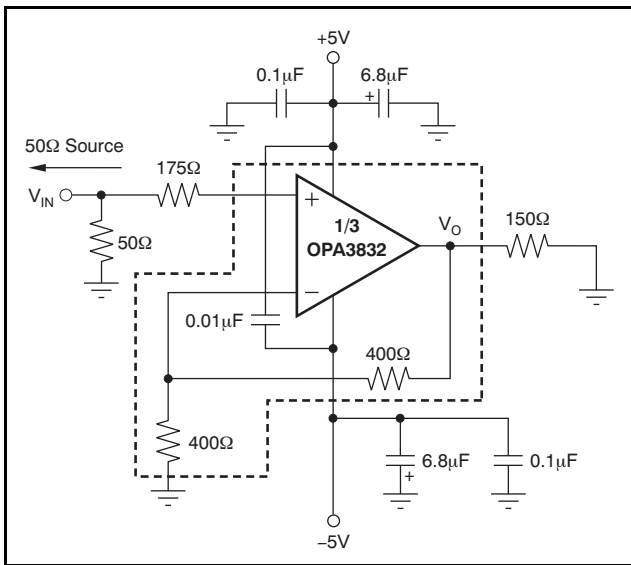 +5V
0.1μF
6.8μF
+
50Ω Source
175Ω
V_IN
50Ω
+
1/3
OPA3832
V_O
150Ω
−
0.01μF
400Ω
400Ω
6.8μF
+
0.1μF
−5V